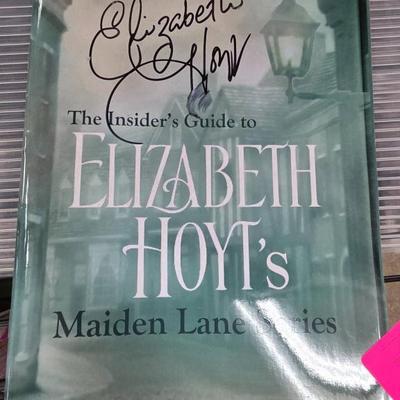 Elizabeth
Hoyt
The Insider's Guide to
ELIZABETH
HOYT's
Maiden Lane Series